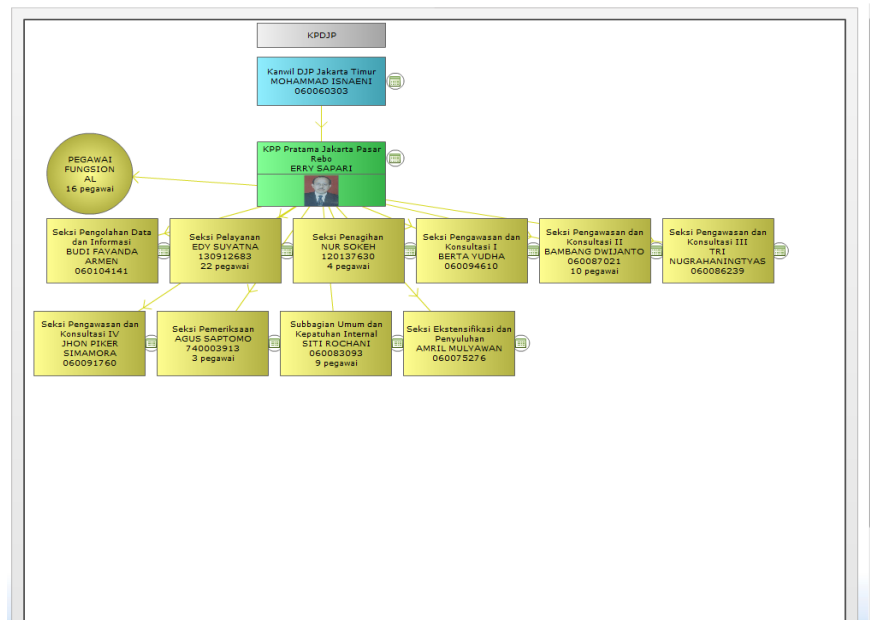 KPDJP
Kanwil DJP Jakarta Timur
MOHAMMAD ISNAENI
060060303
KPP Pratama Jakarta Pasar
Rebo
ERRY SAPARI
PEGAWAI
FUNGSION
AL
16 pegawai
Seksi Pengolahan Data
dan Informasi
BUDI FAYANDA
ARMEN
060104141
Seksi Pelayanan
EDY SUYATNA
130912683
22 pegawai
Seksi Penagihan
NUR SOKEH
120137630
4 pegawai
Seksi Pengawasan dan
Konsultasi I
BERTA YUDHA
060094610
Seksi Pengawasan dan
Konsultasi II
BAMBANG DWIJANTO
060087021
10 pegawai
Seksi Pengawasan dan
Konsultasi III
TRI
NUGRAHANINGTYAS
060086239
Seksi Pengawasan dan
Konsultasi IV
JHON PIKER
SIMAMORA
060091760
Seksi Pemeriksaan
AGUS SAPTOMO
740003913
3 pegawai
Subbagian Umum dan
Kepatuhan Internal
SITI ROCHANI
060083093
9 pegawai
Seksi Ekstensifikasi dan
Penyuluhan
AMRIL MULYAWAN
060075276